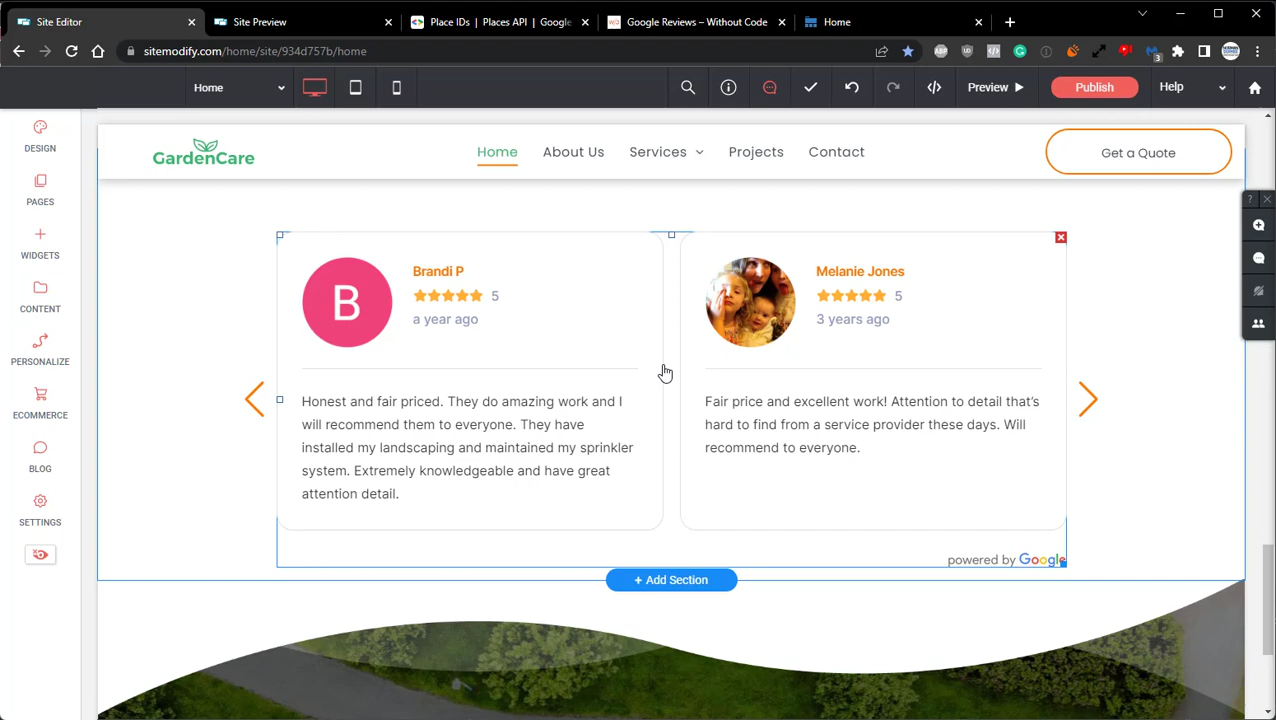 Site Editor
Site Preview
Place IDs | Places API | Google
Google Reviews – Without Code
Home
sitemodify.com/home/site/934d757b/home
ABP
3
Home
Preview
Publish
Help
DESIGN
PAGES
WIDGETS
CONTENT
PERSONALIZE
ECOMMERCE
BLOG
SETTINGS
GardenCare
Home
About Us
Services
Projects
Contact
Get a Quote
?
B
Brandi P
5
a year ago
Honest and fair priced. They do amazing work and I
will recommend them to everyone. They have
installed my landscaping and maintained my sprinkler
system. Extremely knowledgeable and have great
attention detail.
Melanie Jones
5
3 years ago
Fair price and excellent work! Attention to detail that's
hard to find from a service provider these days. Will
recommend to everyone.
powered by Google
+ Add Section